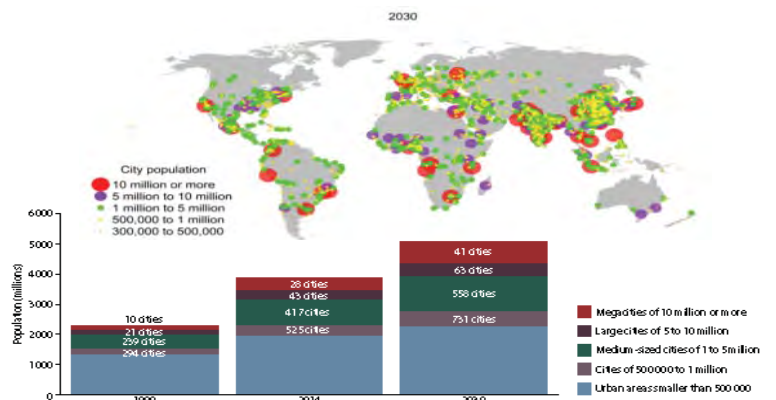 2030
City population
10 million or more
5 million to 10 million
1 million to 5 million
500,000 to 1 million
300,000 to 500,000
Population (millions)
6000
5000
4000
3000
2000
1000
0
10 cities
21 cities
239 cities
294 cities
28 cities
43 cities
417 cities
525 cities
41 cities
63 cities
558 cities
731 cities
Megacities of 10 million or more
Large cities of 5 to 10 million
Medium-sized cities of 1 to 5 million
Cities of 500 000 to 1 million
Urban areas smaller than 500 000